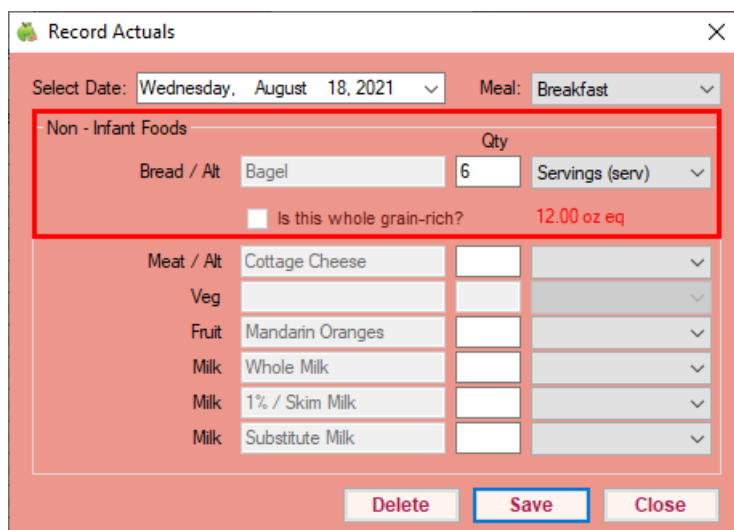 Record Actuals
Select Date: Wednesday, August 18, 2021 Meal: Breakfast
Non - Infant Foods
Qty
Bread / Alt Bagel 6 Servings (serv)
Is this whole grain-rich? 12.00 oz eq
Meat / Alt Cottage Cheese
Veg
Fruit Mandarin Oranges
Milk Whole Milk
Milk 1% / Skim Milk
Milk Substitute Milk
Delete Save Close